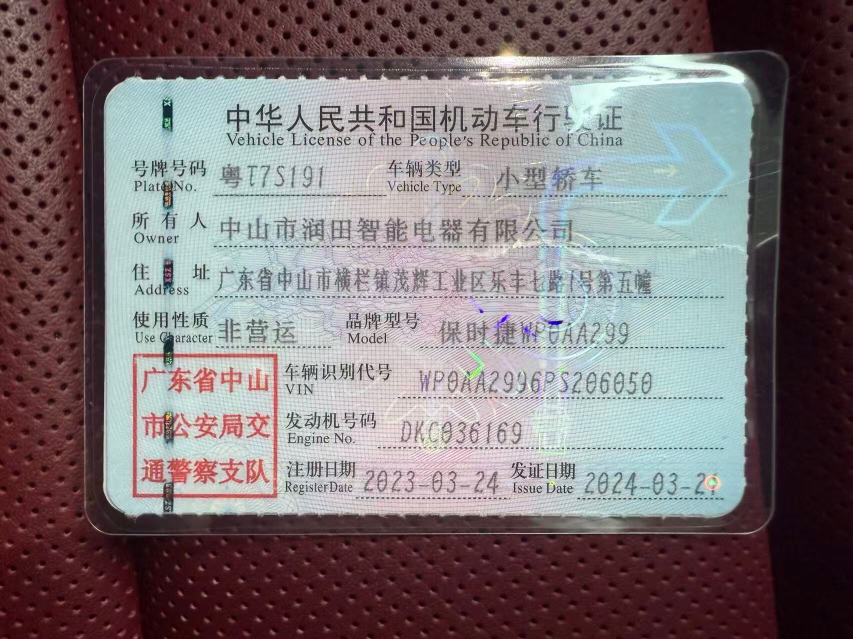 中华人民共和国机动车行驶证
Vehicle License of the People's Republic of China
号牌号码 粤T7S191 车辆类型 小型轿车
Plate No. Vehicle Type
所有人 中山市润田智能电器有限公司
Owner
住址 广东省中山市横栏镇茂辉工业区乐丰七路1号第五幢
Address
使用性质 非营运 品牌型号 保时捷WP0AA299
Use Character Model
广东省中山
市公安局交
通警察支队
车辆识别代号 WP0AA2996PS206050
VIN
发动机号码 DKC036169
Engine No.
注册日期 2023-03-24 发证日期 2024-03-
Register Date Issue Date